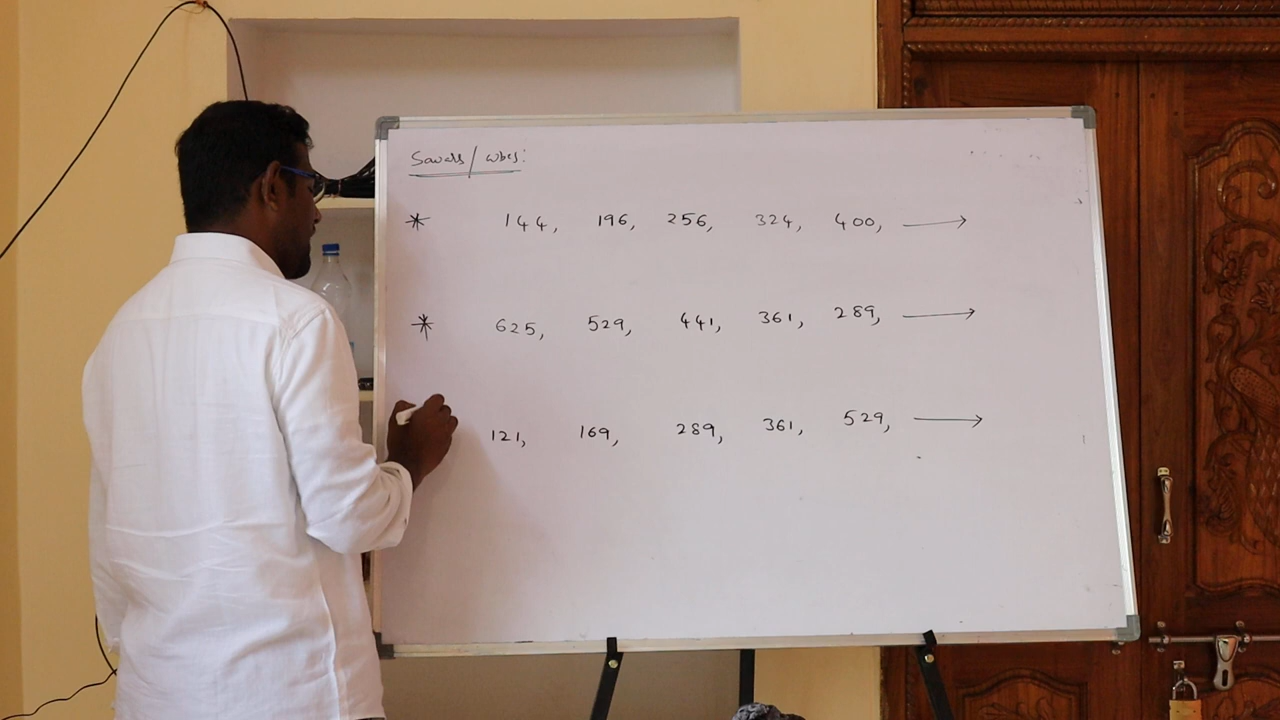 Squares / cubes:
* 144, 196, 256, 324, 400, →
* 625, 529, 441, 361, 289, →
121, 169, 289, 361, 529, →